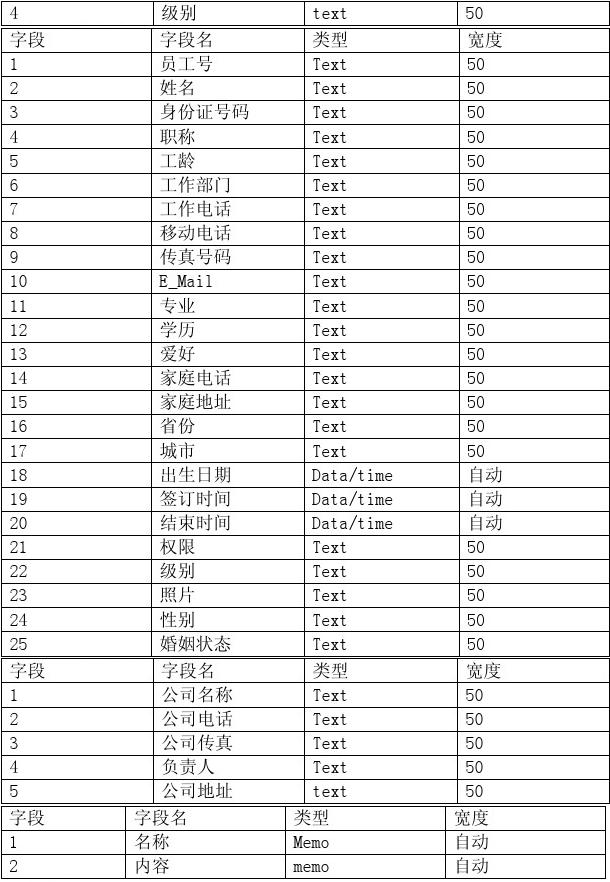 4 级别 text 50
字段 字段名 类型 宽度
1 员工号 Text 50
2 姓名 Text 50
3 身份证号码 Text 50
4 职称 Text 50
5 工龄 Text 50
6 工作部门 Text 50
7 工作电话 Text 50
8 移动电话 Text 50
9 传真号码 Text 50
10 E_Mail Text 50
11 专业 Text 50
12 学历 Text 50
13 爱好 Text 50
14 家庭电话 Text 50
15 家庭地址 Text 50
16 省份 Text 50
17 城市 Text 50
18 出生日期 Data/time 自动
19 签订时间 Data/time 自动
20 结束时间 Data/time 自动
21 权限 Text 50
22 级别 Text 50
23 照片 Text 50
24 性别 Text 50
25 婚姻状态 Text 50
字段 字段名 类型 宽度
1 公司名称 Text 50
2 公司电话 Text 50
3 公司传真 Text 50
4 负责人 Text 50
5 公司地址 text 50
字段 字段名 类型 宽度
1 名称 Memo 自动
2 内容 memo 自动